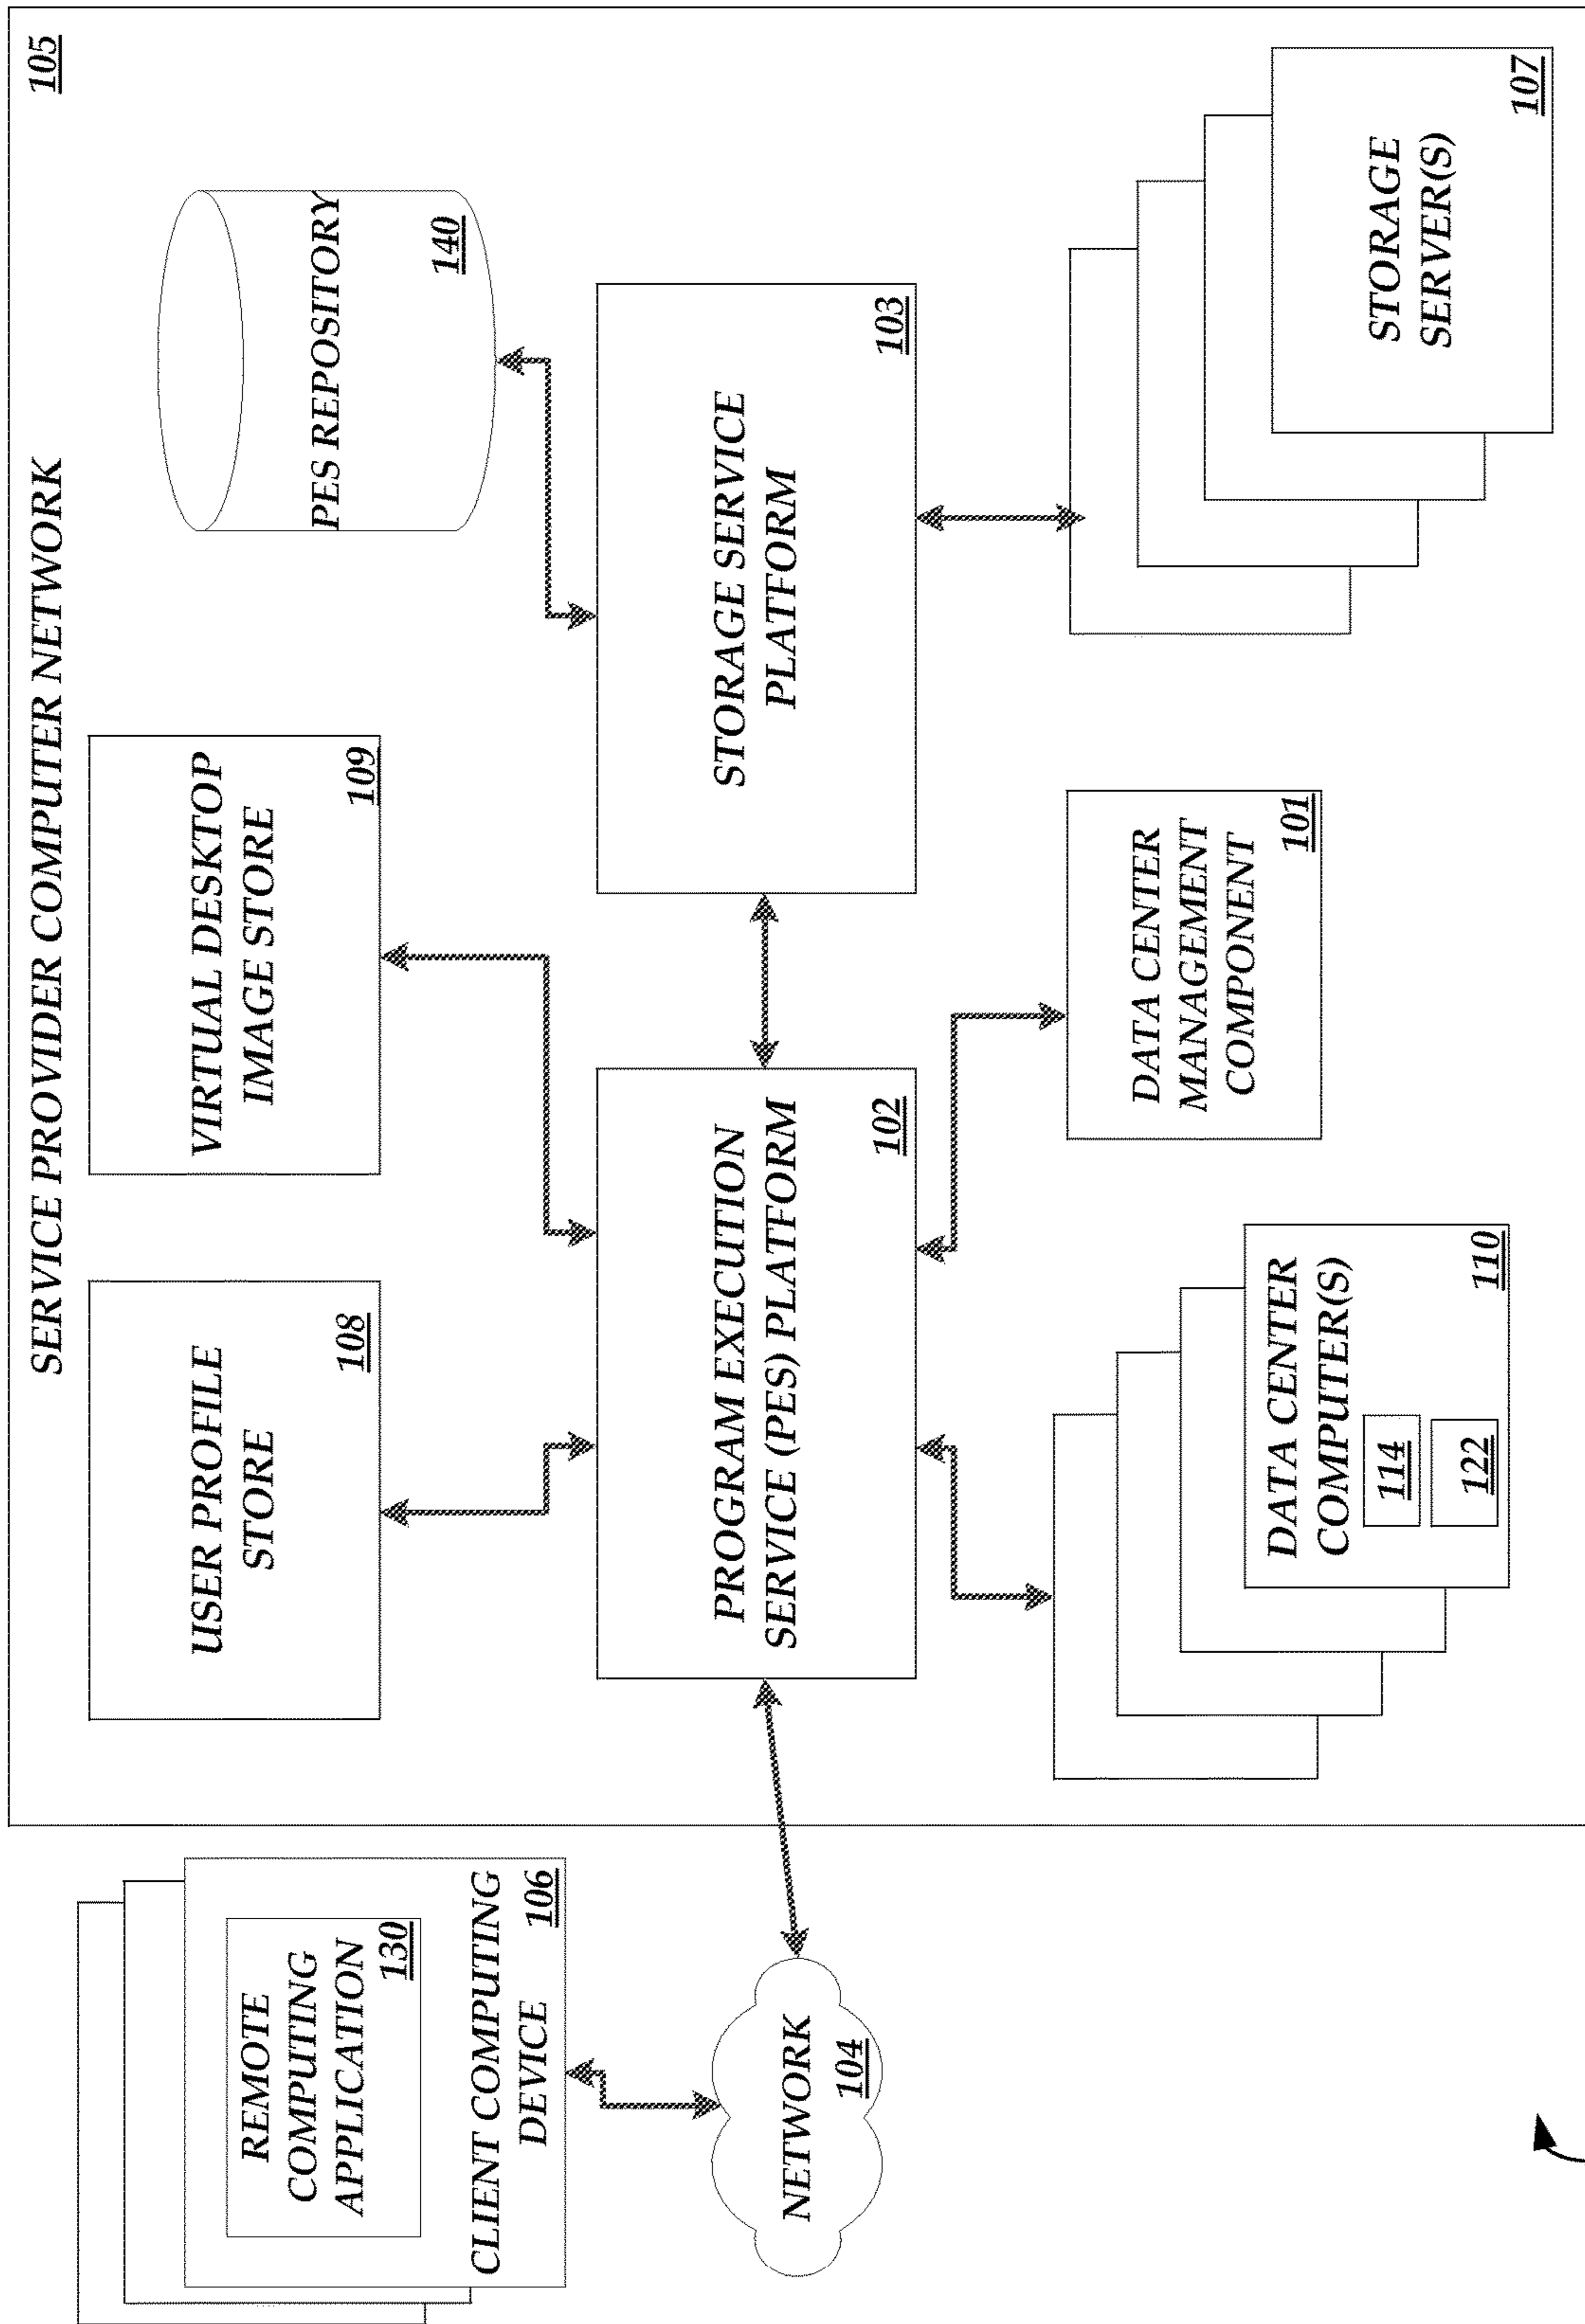 SERVICE PROVIDER COMPUTER NETWORK
105
REMOTE
COMPUTING
APPLICATION
130
CLIENT COMPUTING
DEVICE
106
NETWORK
104
USER PROFILE
STORE
108
VIRTUAL DESKTOP
IMAGE STORE
109
PES REPOSITORY
140
PROGRAM EXECUTION
SERVICE (PES) PLATFORM
102
STORAGE SERVICE
PLATFORM
103
DATA CENTER
COMPUTER(S)
114
122
110
DATA CENTER
MANAGEMENT
COMPONENT
101
STORAGE
SERVER(S)
107